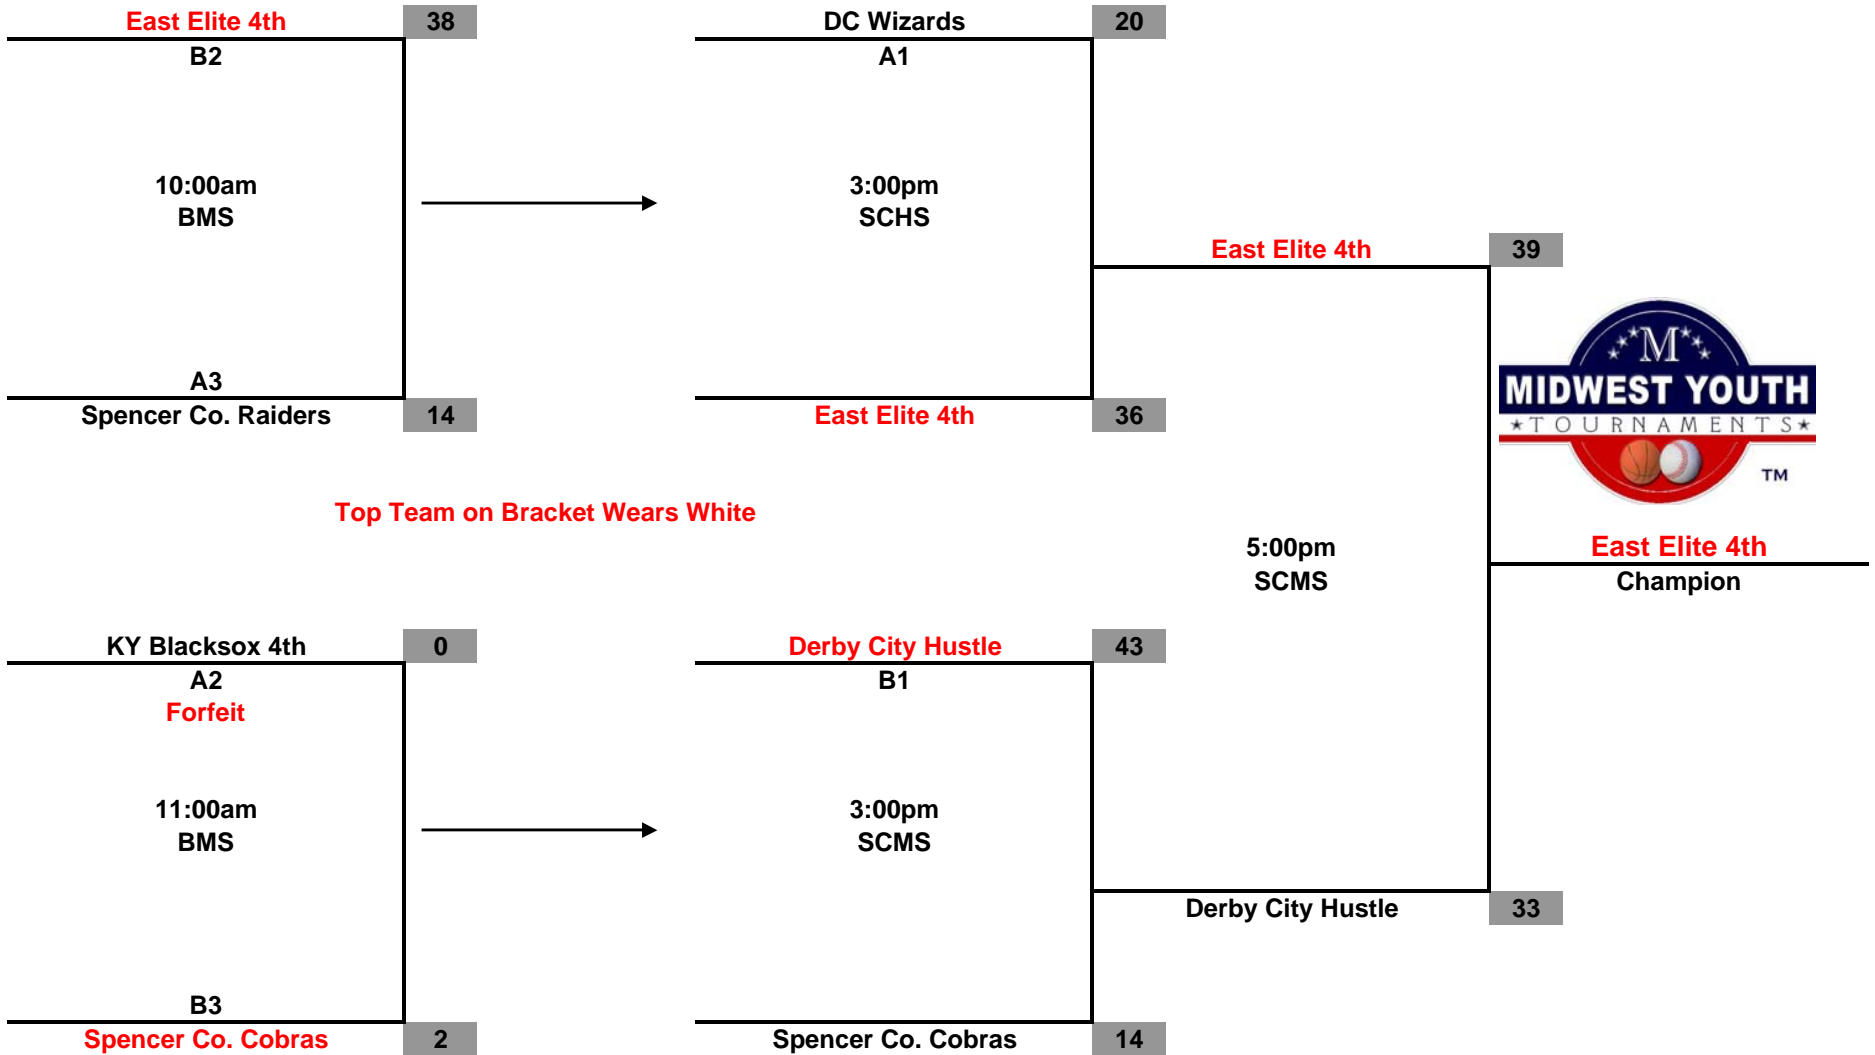 East Elite 4th 38
B2
10:00am
BMS
A3
Spencer Co. Raiders 14
DC Wizards 20
A1
3:00pm
SCHS
East Elite 4th 36
East Elite 4th 39
M
MIDWEST YOUTH
TOURNAMENTS
TM
Top Team on Bracket Wears White
5:00pm
SCMS
East Elite 4th
Champion
KY Blacksox 4th 0
A2
Forfeit
11:00am
BMS
B3
Spencer Co. Cobras 2
Derby City Hustle 43
B1
3:00pm
SCMS
Spencer Co. Cobras 14
Derby City Hustle 33